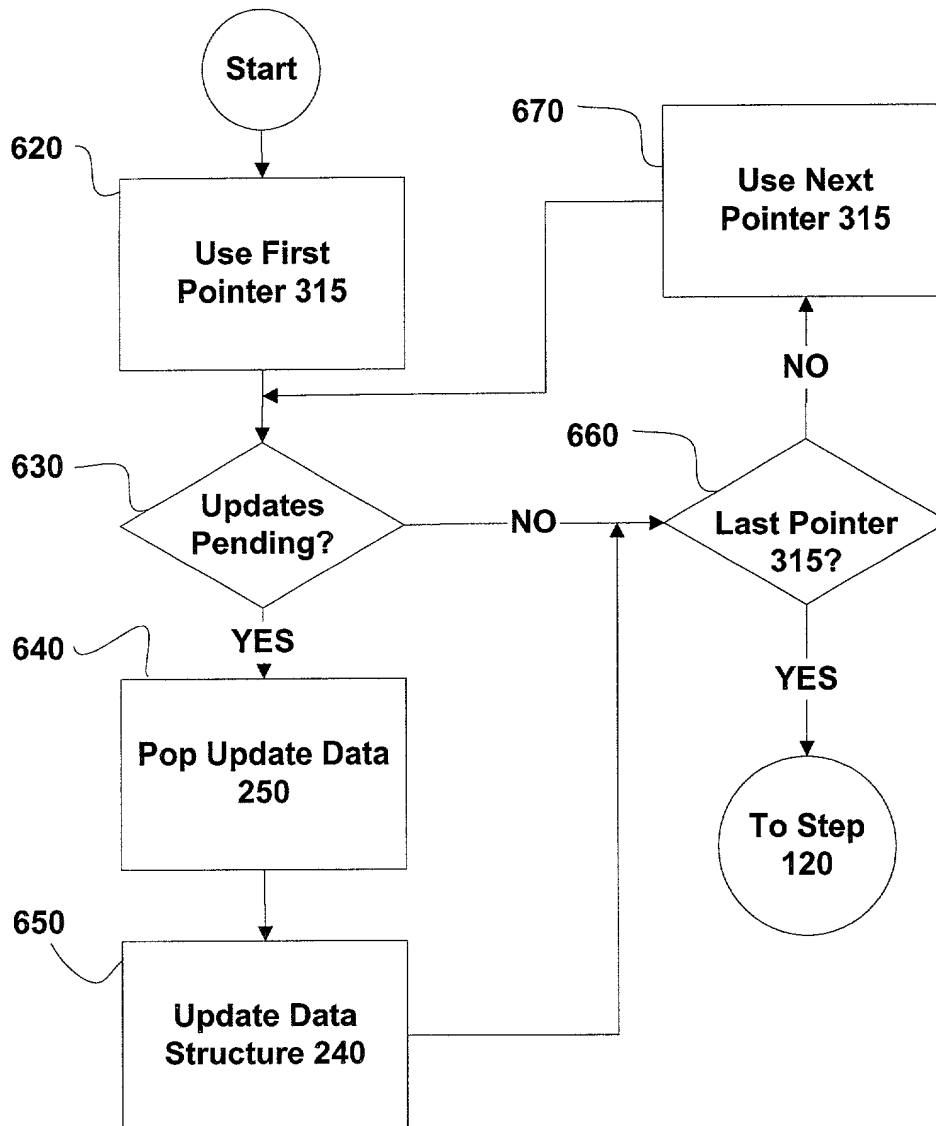 Start
620
Use First
Pointer 315
630
Updates
Pending?
NO
YES
640
Pop Update Data
250
650
Update Data
Structure 240
670
Use Next
Pointer 315
NO
660
Last Pointer
315?
YES
To Step
120